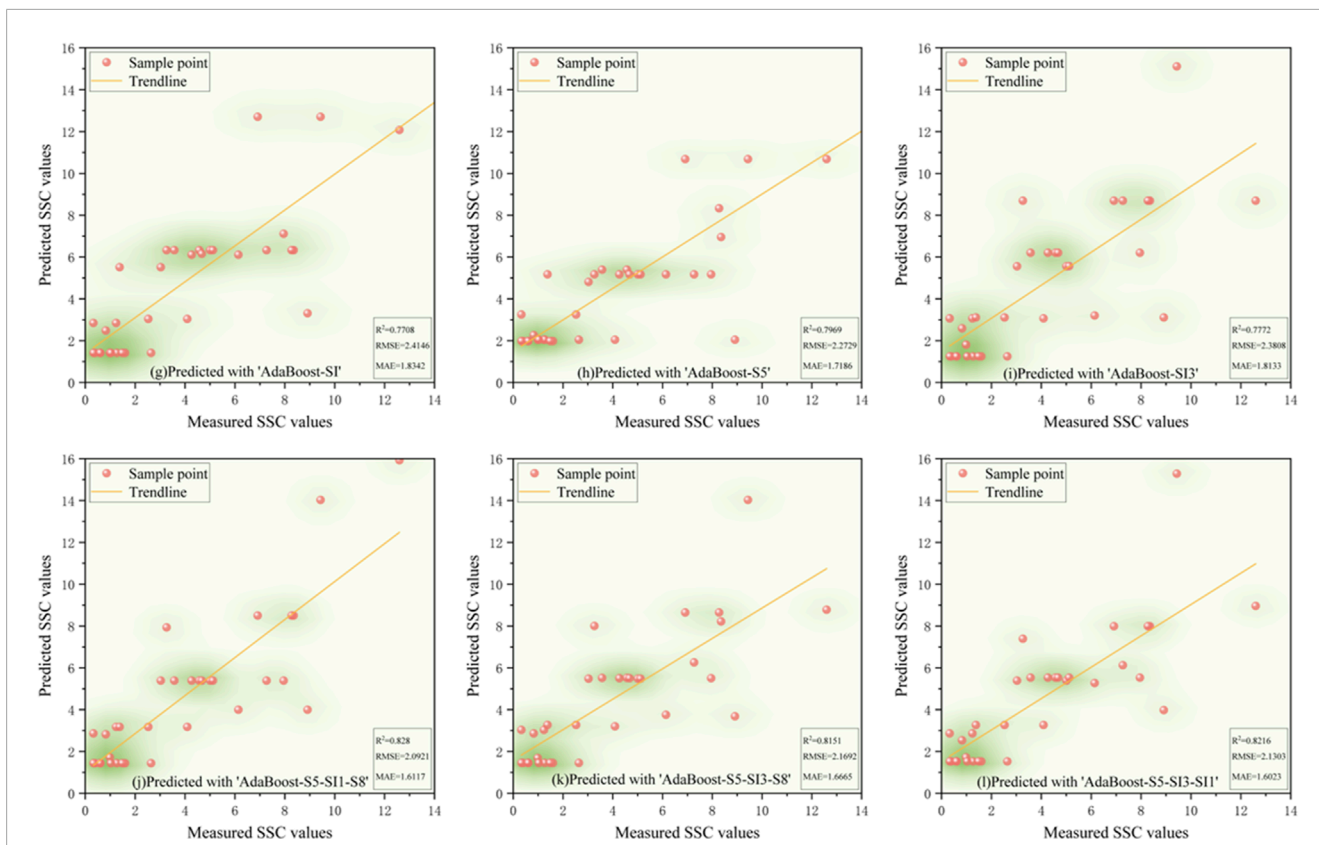 16
14
12
10
8
6
4
2
0
Predicted SSC values
Sample point
Trendline
R²=0.7708
RMSE=2.4146
MAE=1.8342
(g)Predicted with 'AdaBoost-SI'
0 2 4 6 8 10 12 14
Measured SSC values
16
14
12
10
8
6
4
2
0
Predicted SSC values
Sample point
Trendline
R²=0.7969
RMSE=2.2729
MAE=1.7186
(h)Predicted with 'AdaBoost-S5'
0 2 4 6 8 10 12 14
Measured SSC values
16
14
12
10
8
6
4
2
0
Predicted SSC values
Sample point
Trendline
R²=0.7772
RMSE=2.3808
MAE=1.8133
(i)Predicted with 'AdaBoost-SI3'
0 2 4 6 8 10 12 14
Measured SSC values
16
14
12
10
8
6
4
2
0
Predicted SSC values
Sample point
Trendline
R²=0.828
RMSE=2.0921
MAE=1.6117
(j)Predicted with 'AdaBoost-S5-SI1-S8'
0 2 4 6 8 10 12 14
Measured SSC values
16
14
12
10
8
6
4
2
0
Predicted SSC values
Sample point
Trendline
R²=0.8151
RMSE=2.1692
MAE=1.6665
(k)Predicted with 'AdaBoost-S5-SI3-S8'
0 2 4 6 8 10 12 14
Measured SSC values
16
14
12
10
8
6
4
2
0
Predicted SSC values
Sample point
Trendline
R²=0.8216
RMSE=2.1303
MAE=1.6023
(l)Predicted with 'AdaBoost-S5-SI3-SI1'
0 2 4 6 8 10 12 14
Measured SSC values